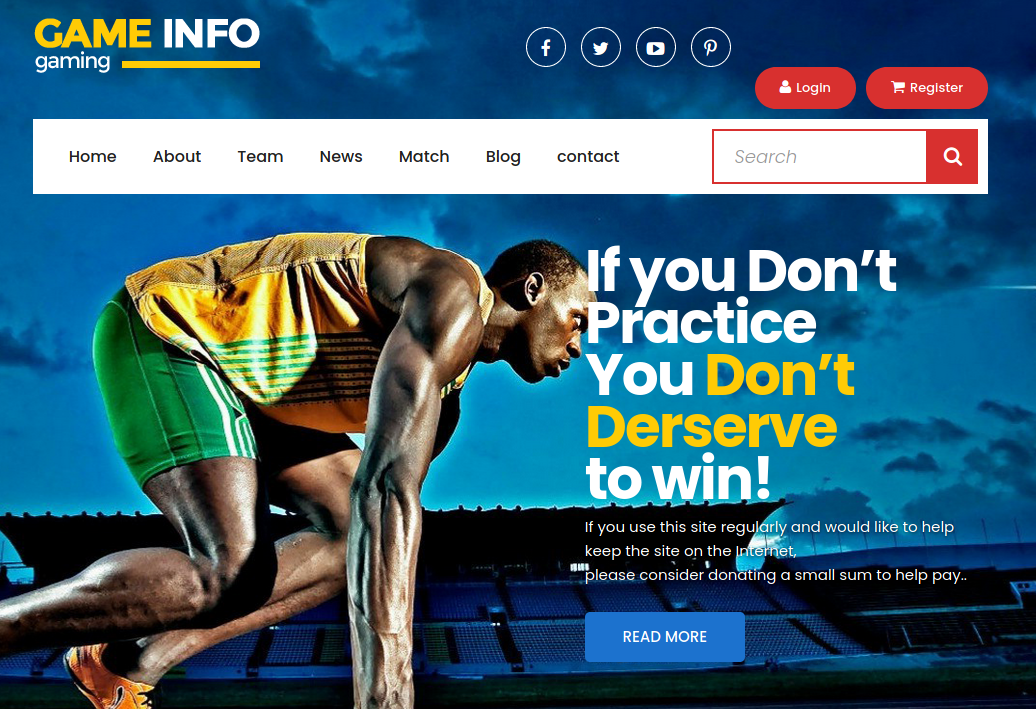 GAME INFO
gaming
Login
Register
Home About Team News Match Blog contact
Search
If you Don’t
Practice
You Don’t
Derserve
to win!
If you use this site regularly and would like to help
keep the site on the Internet,
please consider donating a small sum to help pay..
READ MORE